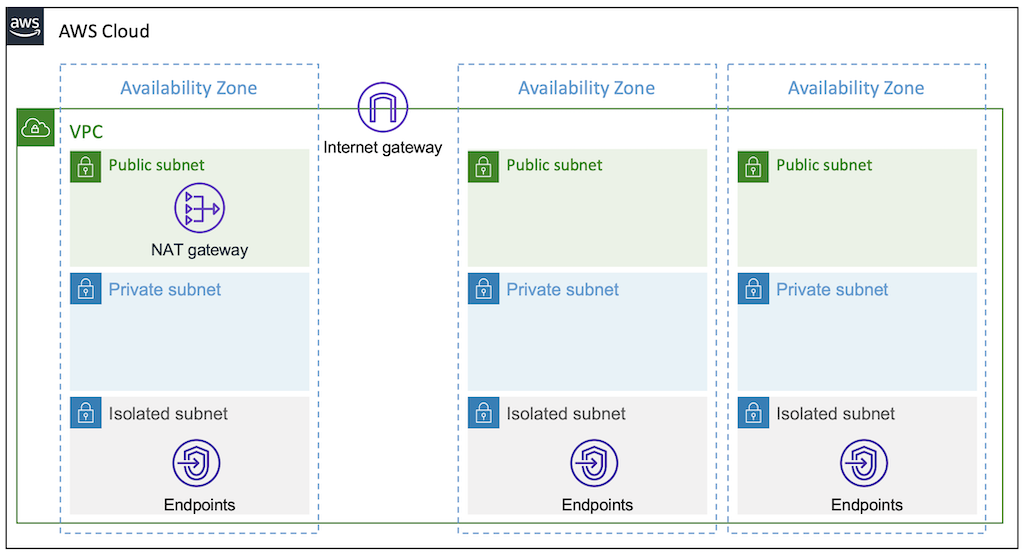 aws
AWS Cloud
Availability Zone
Availability Zone
Availability Zone
VPC
Internet gateway
Public subnet
NAT gateway
Public subnet
Public subnet
Private subnet
Private subnet
Private subnet
Isolated subnet
Endpoints
Isolated subnet
Endpoints
Isolated subnet
Endpoints